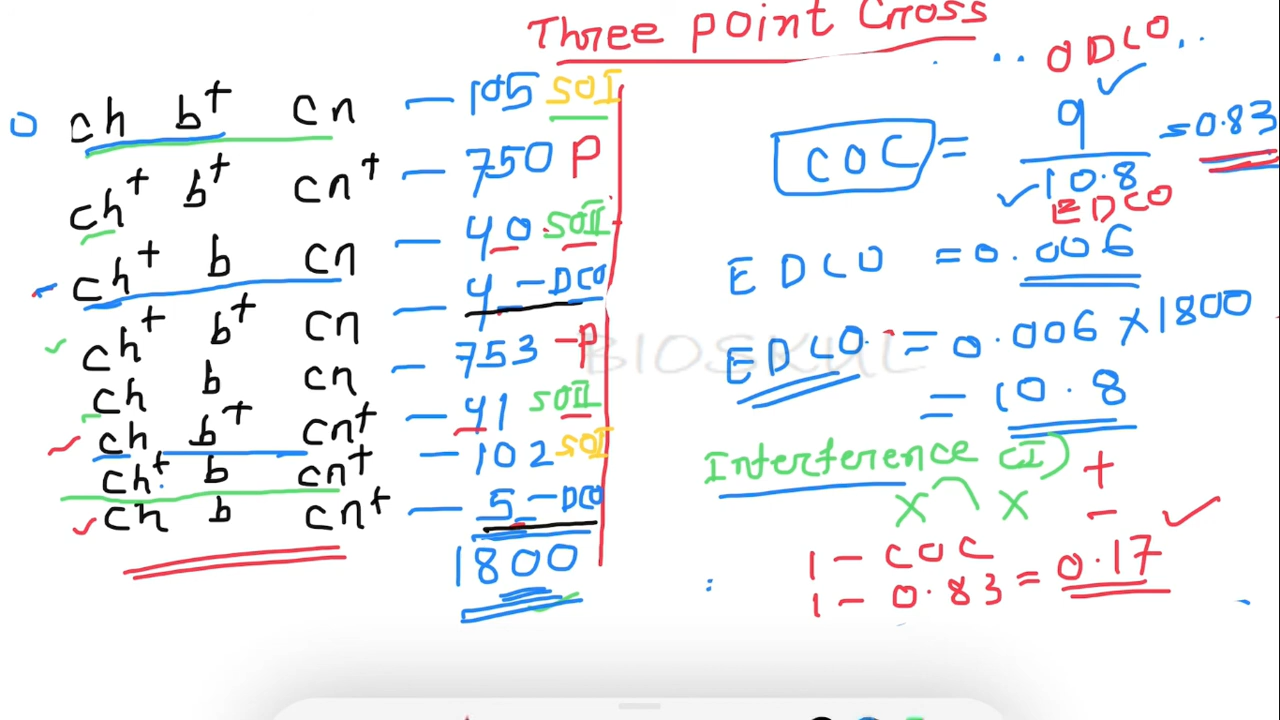 Three point Cross
ch b+ cn — 105 SOI
ch+ b+ cn+ — 750 P
ch+ b cn — 40 SOII
ch+ b+ cn — 4 — DCO
ch b cn — 753 — P
ch b+ cn+ — 41 SOII
ch+ b cn+ — 102 SOI
ch b cn+ — 5 — DCO
1800
ODCO
COC = 9 / 10.8 = 0.83
EDCO
EDCO = 0.006
EDCO = 0.006 × 1800
= 10.8
Interference (I) +
X X -
1 - COC
1 - 0.83 = 0.17
BIOSKUL